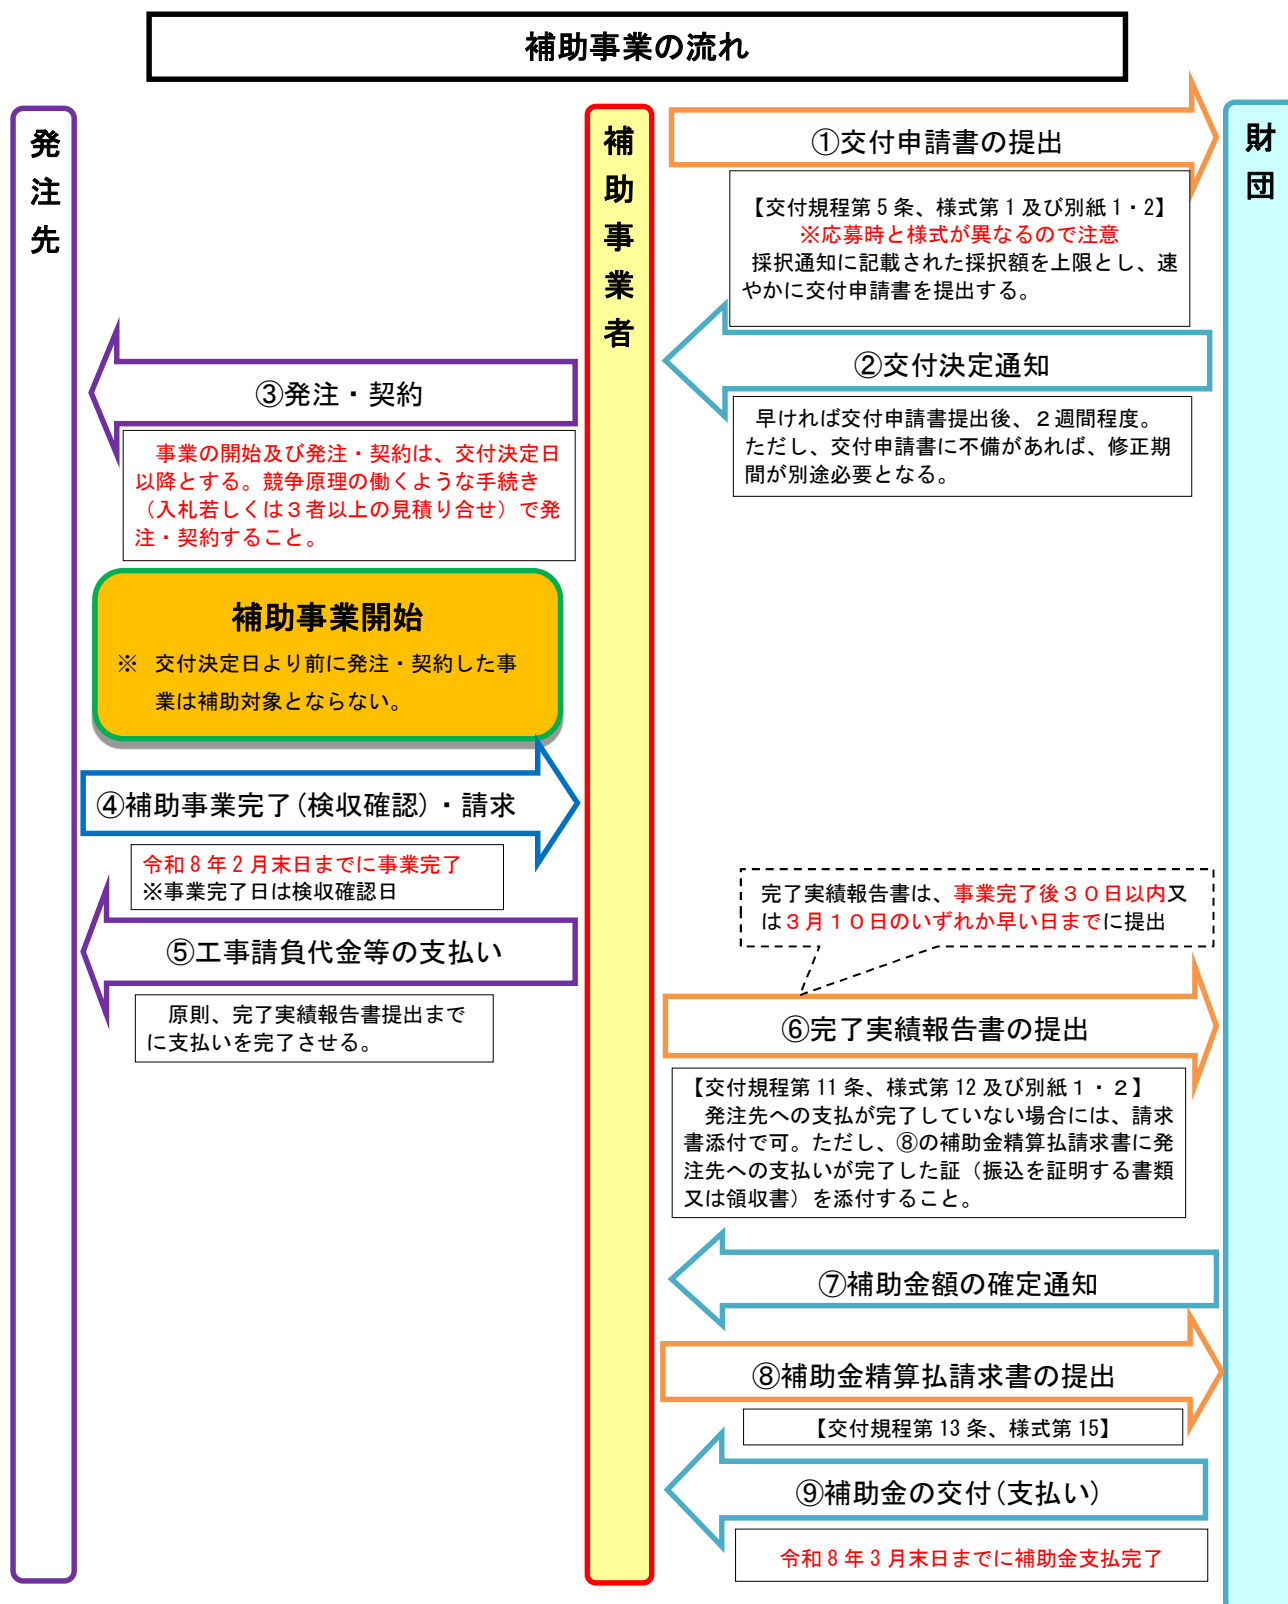 補助事業の流れ
発注先
補助事業者
財団
①交付申請書の提出
【交付規程第5条、様式第1及び別紙1・2】
※応募時と様式が異なるので注意
採択通知に記載された採択額を上限とし、速
やかに交付申請書を提出する。
②交付決定通知
早ければ交付申請書提出後、２週間程度。
ただし、交付申請書に不備があれば、修正期
間が別途必要となる。
③発注・契約
事業の開始及び発注・契約は、交付決定日
以降とする。競争原理の働くような手続き
（入札若しくは３者以上の見積り合せ）で発
注・契約すること。
補助事業開始
※　交付決定日より前に発注・契約した事
業は補助対象とならない。
④補助事業完了(検収確認)・請求
令和8年2月末日までに事業完了
※事業完了日は検収確認日
⑤工事請負代金等の支払い
原則、完了実績報告書提出まで
に支払いを完了させる。
完了実績報告書は、事業完了後３０日以内又
は３月１０日のいずれか早い日までに提出
⑥完了実績報告書の提出
【交付規程第11条、様式第12及び別紙１・２】
発注先への支払が完了していない場合には、請求
書添付で可。ただし、⑧の補助金精算払請求書に発
注先への支払いが完了した証（振込を証明する書類
又は領収書）を添付すること。
⑦補助金額の確定通知
⑧補助金精算払請求書の提出
【交付規程第13条、様式第15】
⑨補助金の交付(支払い)
令和8年3月末日までに補助金支払完了